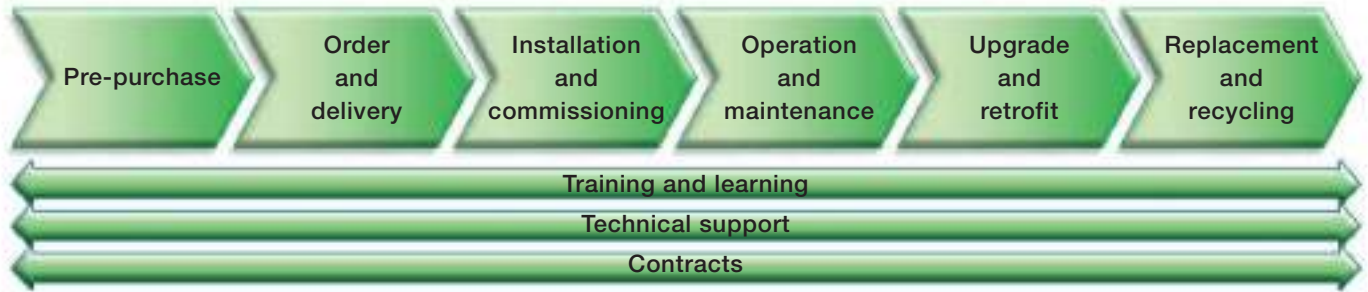 Pre-purchase
Order
and
delivery
Installation
and
commissioning
Operation
and
maintenance
Upgrade
and
retrofit
Replacement
and
recycling
Training and learning
Technical support
Contracts